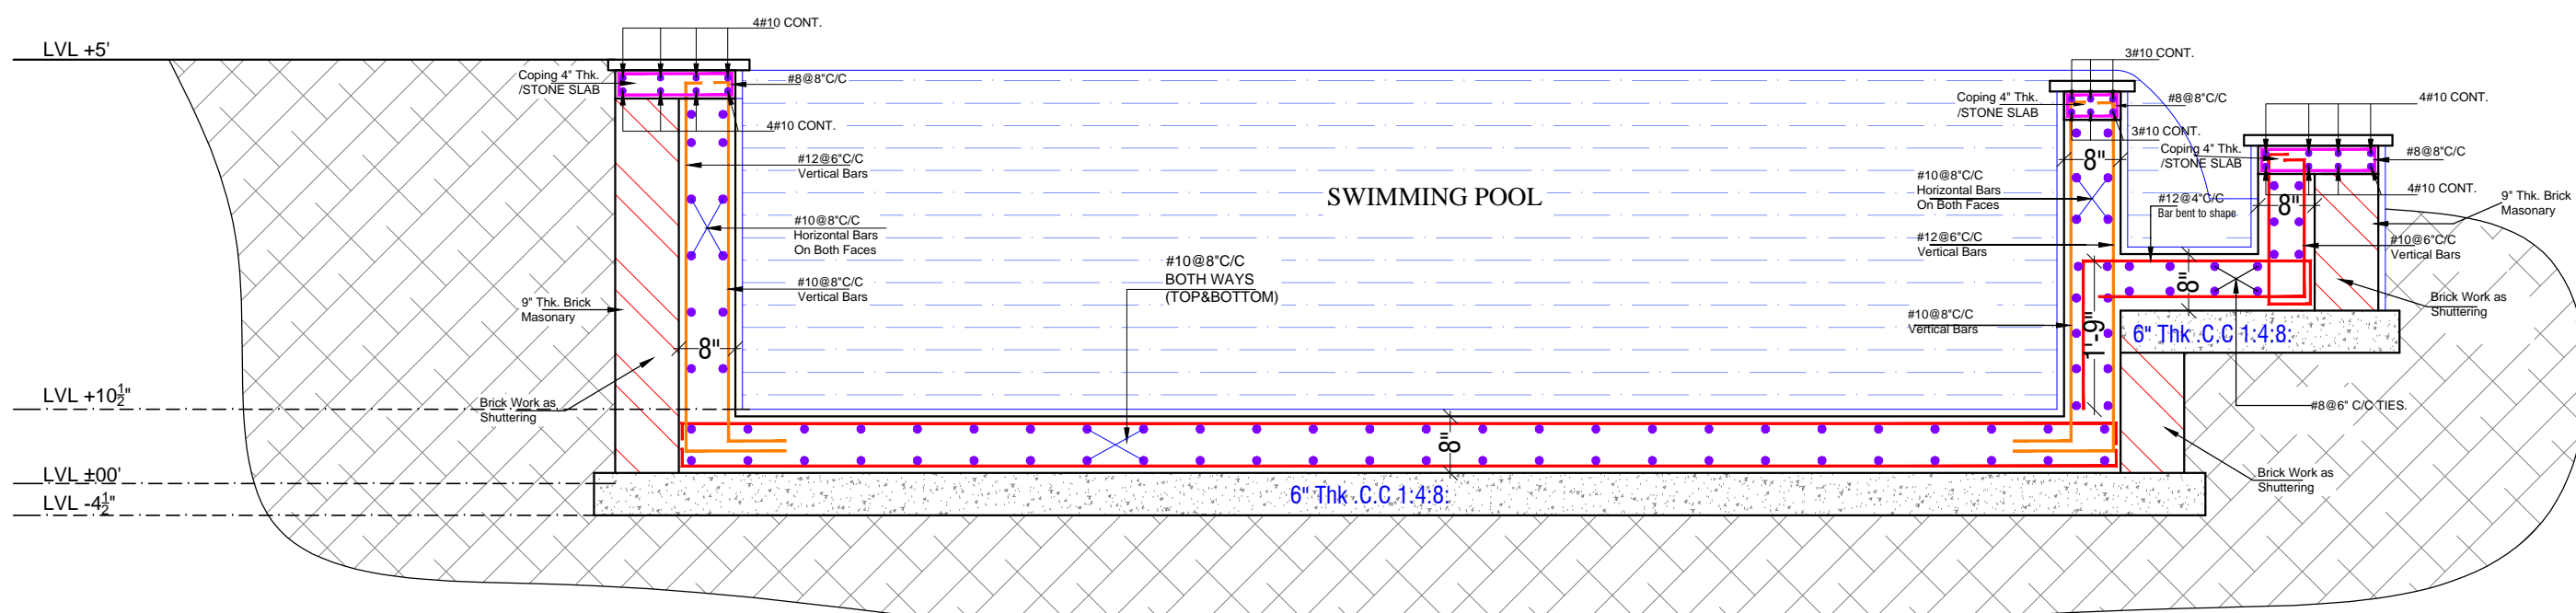 4#10 CONT.
LVL +5'
Coping 4" Thk.
/STONE SLAB
#8@8"C/C
4#10 CONT.
#12@6"C/C
Vertical Bars
#10@8"C/C
Horizontal Bars
On Both Faces
#10@8"C/C
Vertical Bars
9" Thk. Brick
Masonary
8"
LVL +10½"
Brick Work as
Shuttering
LVL ±00'
LVL -4½"
SWIMMING POOL
#10@8"C/C
BOTH WAYS
(TOP&BOTTOM)
8"
6" Thk .C.C 1:4:8:
3#10 CONT.
Coping 4" Thk.
/STONE SLAB
#8@8"C/C
3#10 CONT.
8"
#10@8"C/C
Horizontal Bars
On Both Faces
#12@6"C/C
Vertical Bars
#10@8"C/C
Vertical Bars
1'-9"
4#10 CONT.
Coping 4" Thk.
/STONE SLAB
#8@8"C/C
4#10 CONT.
#12@4"C/C
Bar bent to shape
8"
9" Thk. Brick
Masonary
#10@6"C/C
Vertical Bars
8"
Brick Work as
Shuttering
6" Thk .C.C 1:4:8:
#8@6" C/C TIES.
Brick Work as
Shuttering